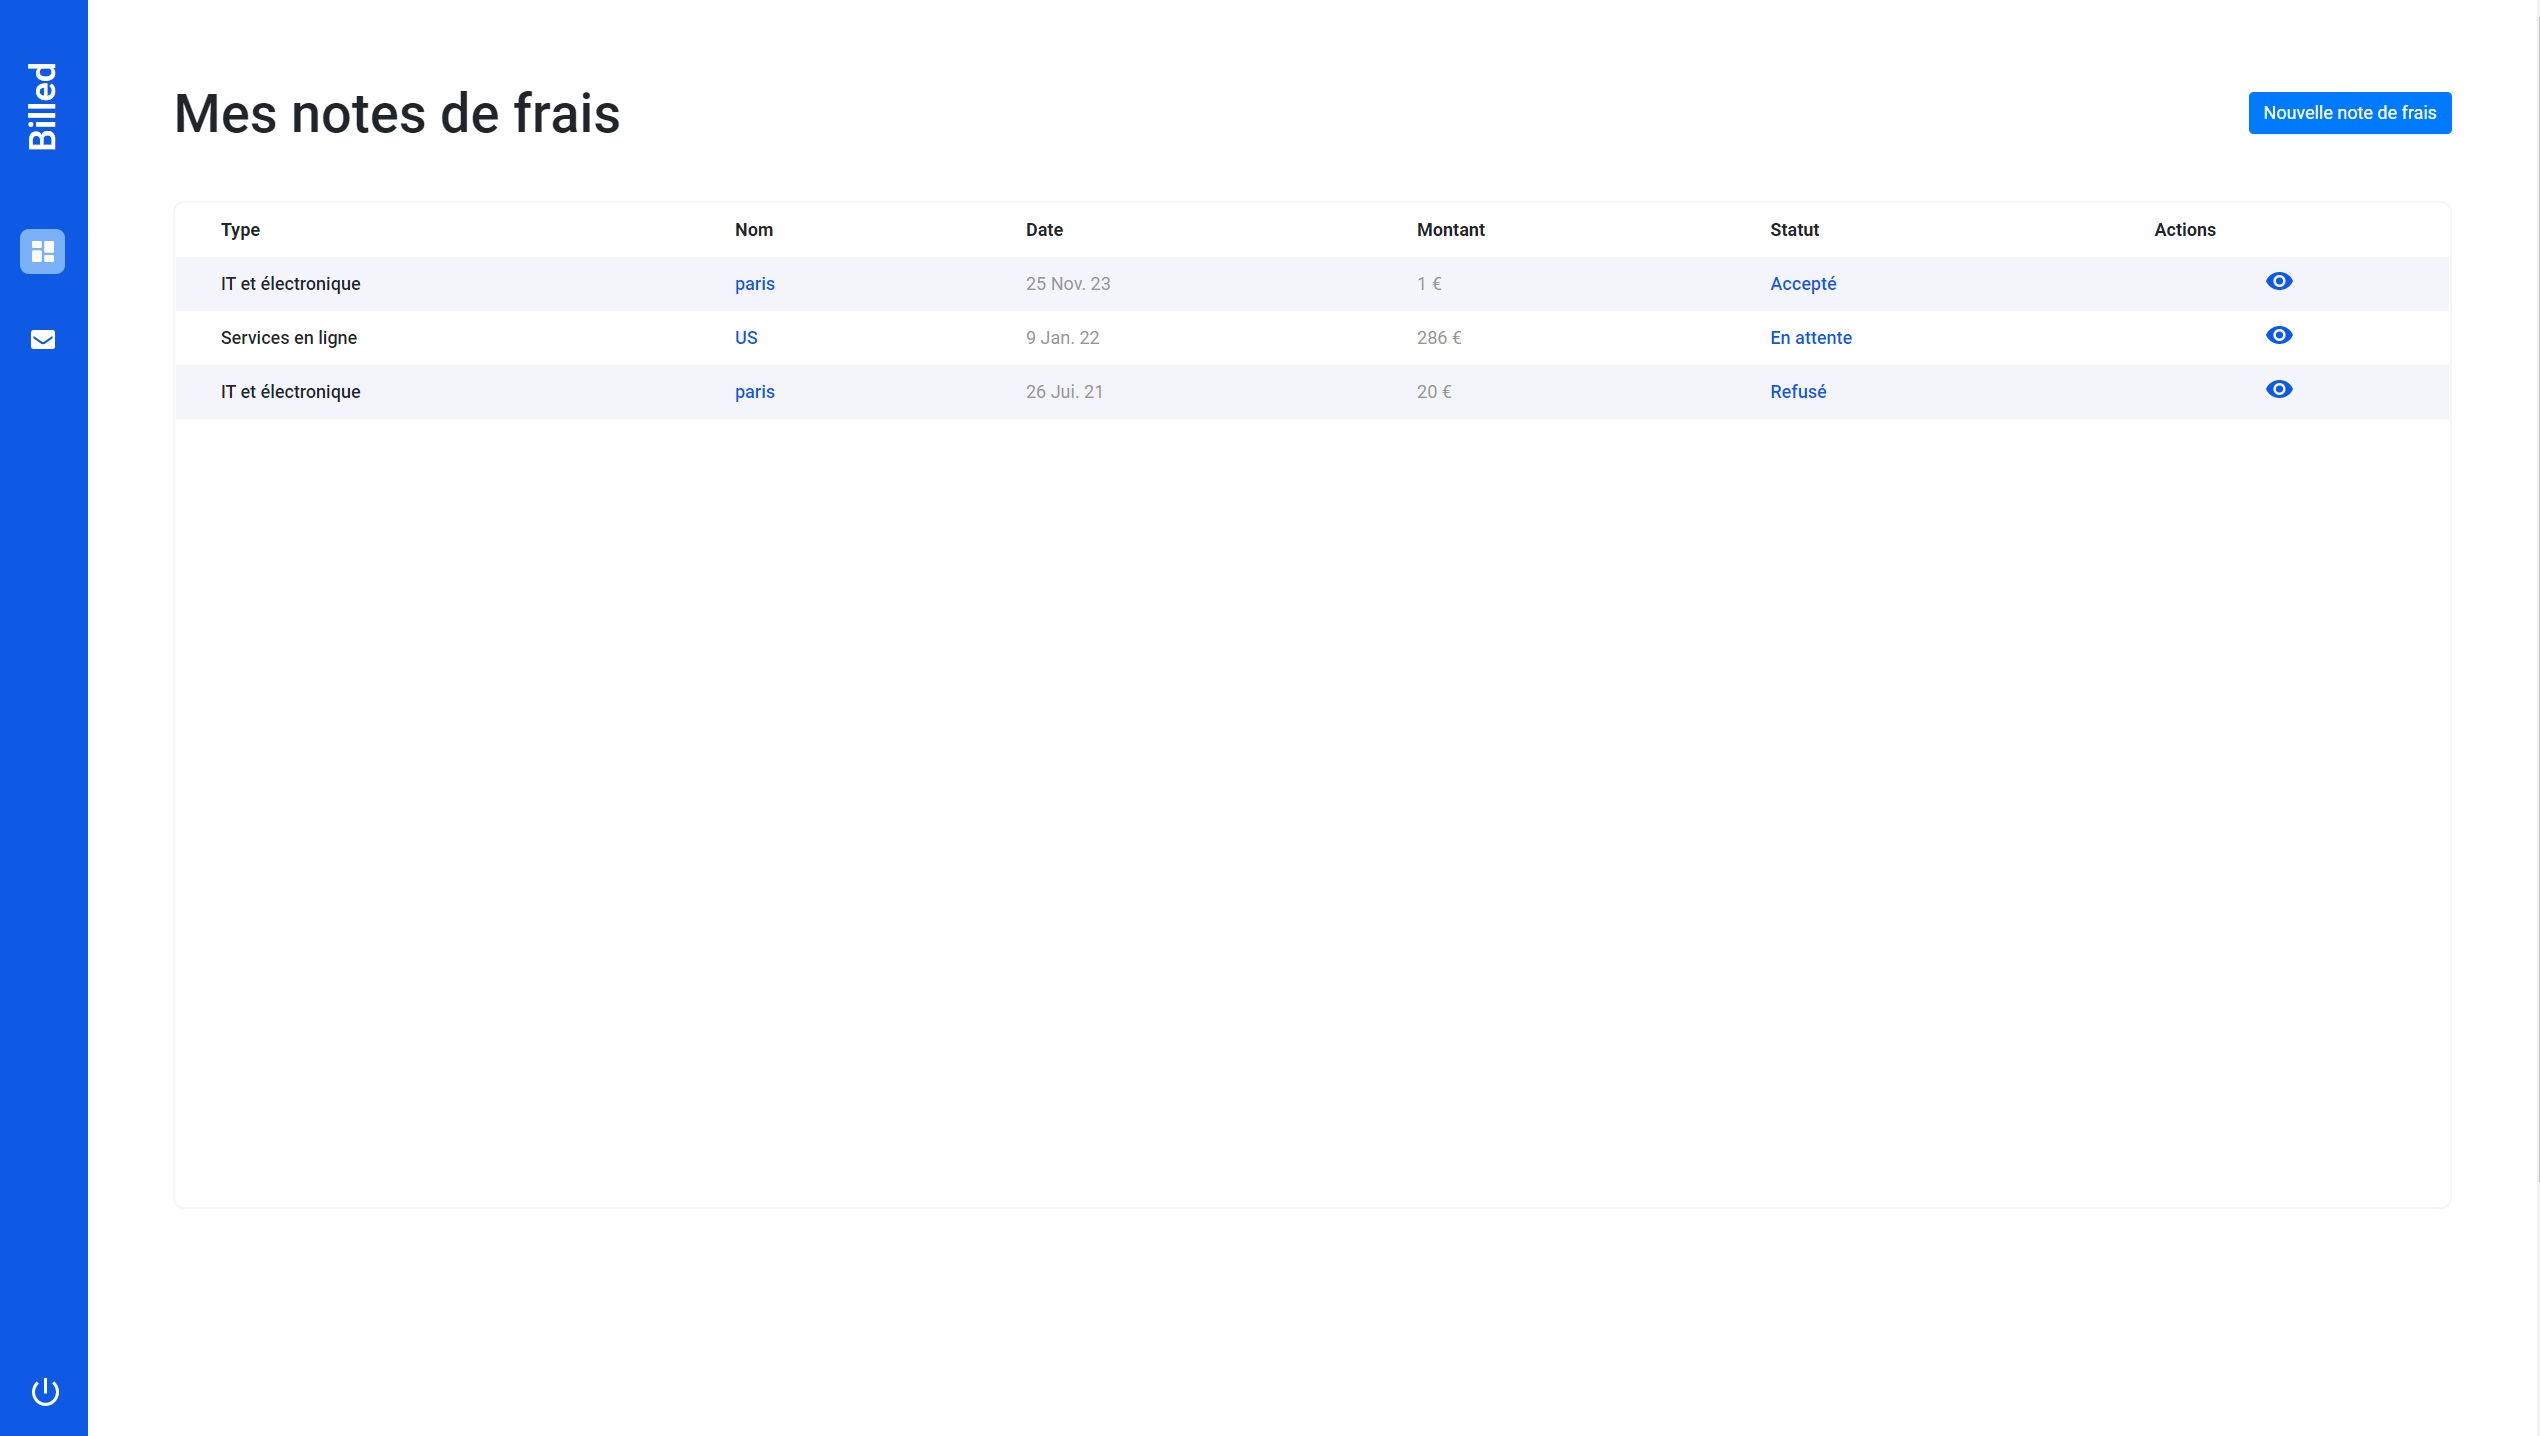 Billed
Mes notes de frais
Nouvelle note de frais
Type Nom Date Montant Statut Actions
IT et électronique paris 25 Nov. 23 1 € Accepté
Services en ligne US 9 Jan. 22 286 € En attente
IT et électronique paris 26 Jui. 21 20 € Refusé